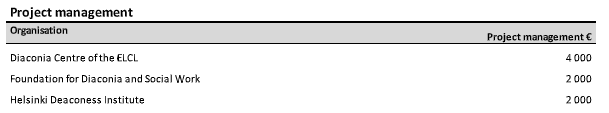 Project management
Organisation Project management €
Diaconia Centre of the ELCL 4 000
Foundation for Diaconia and Social Work 2 000
Helsinki Deaconess Institute 2 000